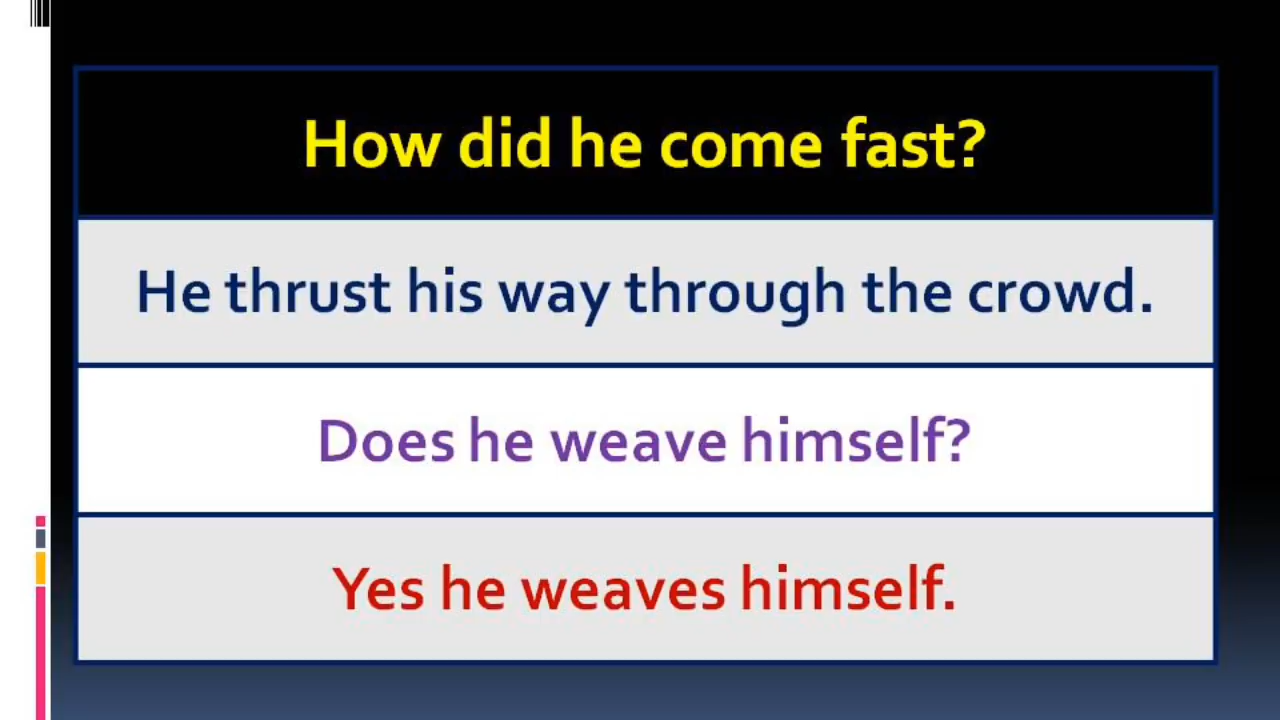 How did he come fast?
He thrust his way through the crowd.
Does he weave himself?
Yes he weaves himself.